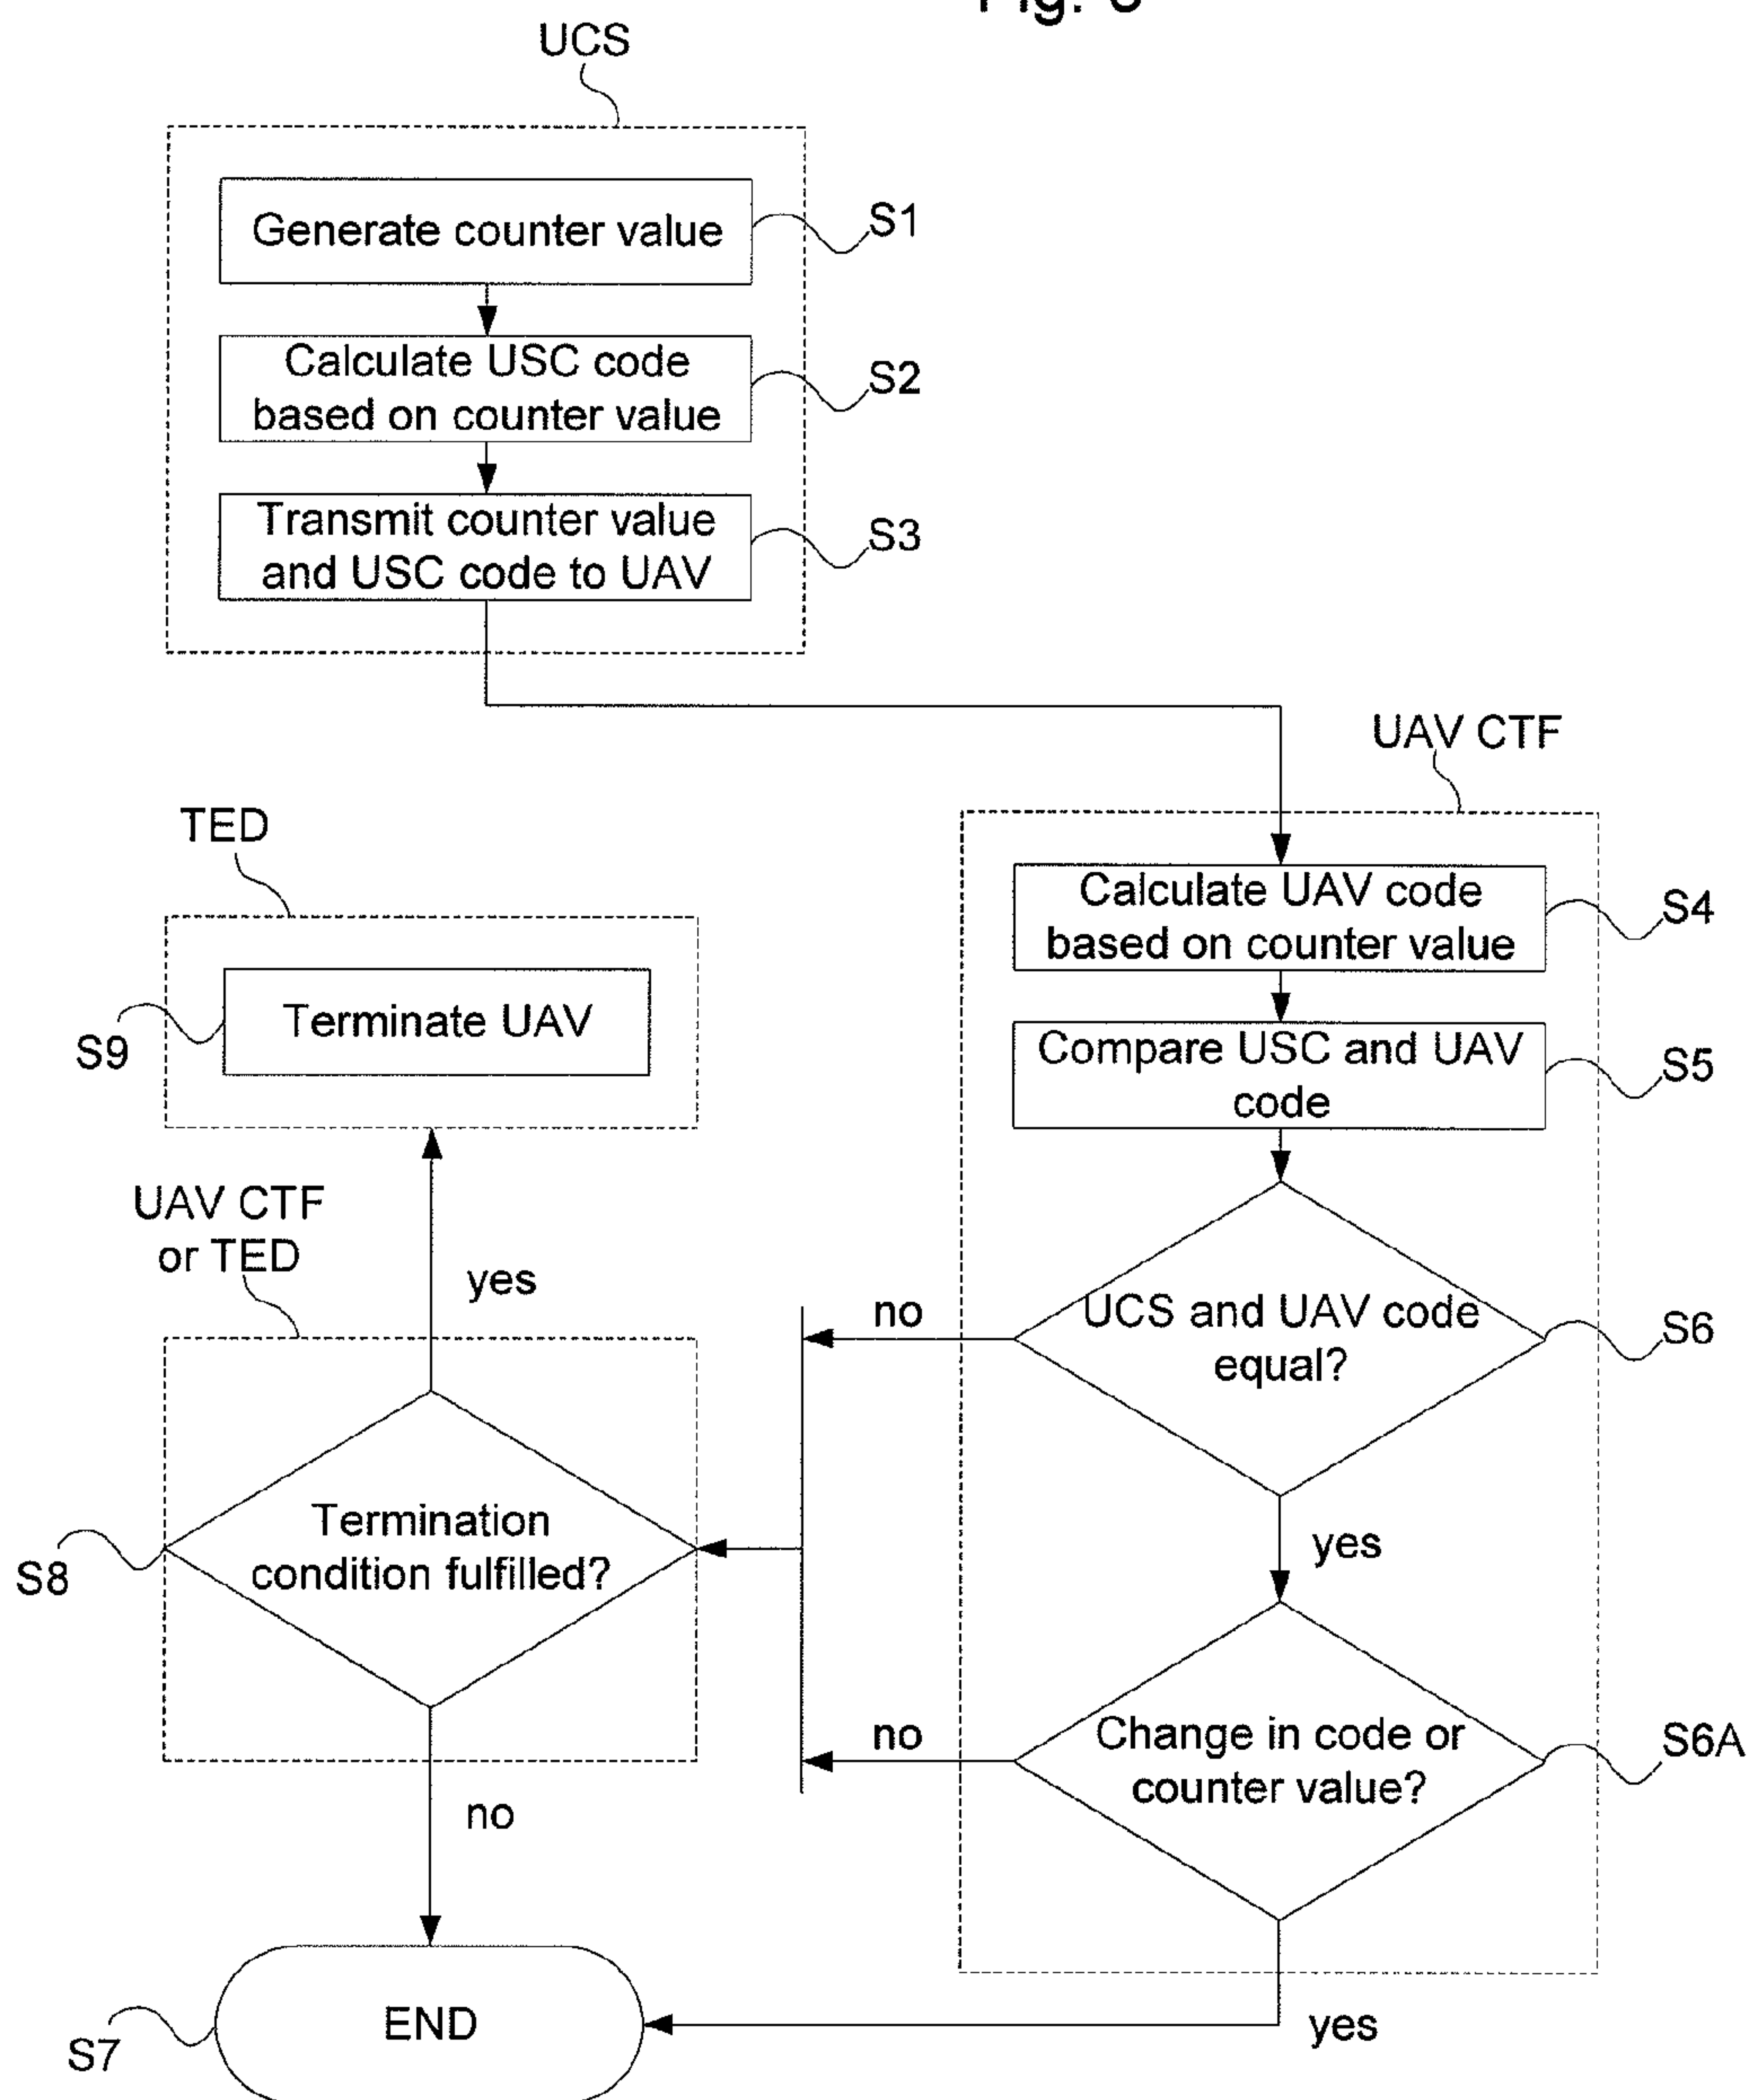 UCS
Generate counter value
S1
Calculate USC code
based on counter value
S2
Transmit counter value
and USC code to UAV
S3
UAV CTF
Calculate UAV code
based on counter value
S4
Compare USC and UAV
code
S5
UCS and UAV code
equal?
S6
no
yes
Change in code or
counter value?
S6A
no
yes
TED
Terminate UAV
S9
UAV CTF
or TED
yes
Termination
condition fulfilled?
S8
no
END
S7